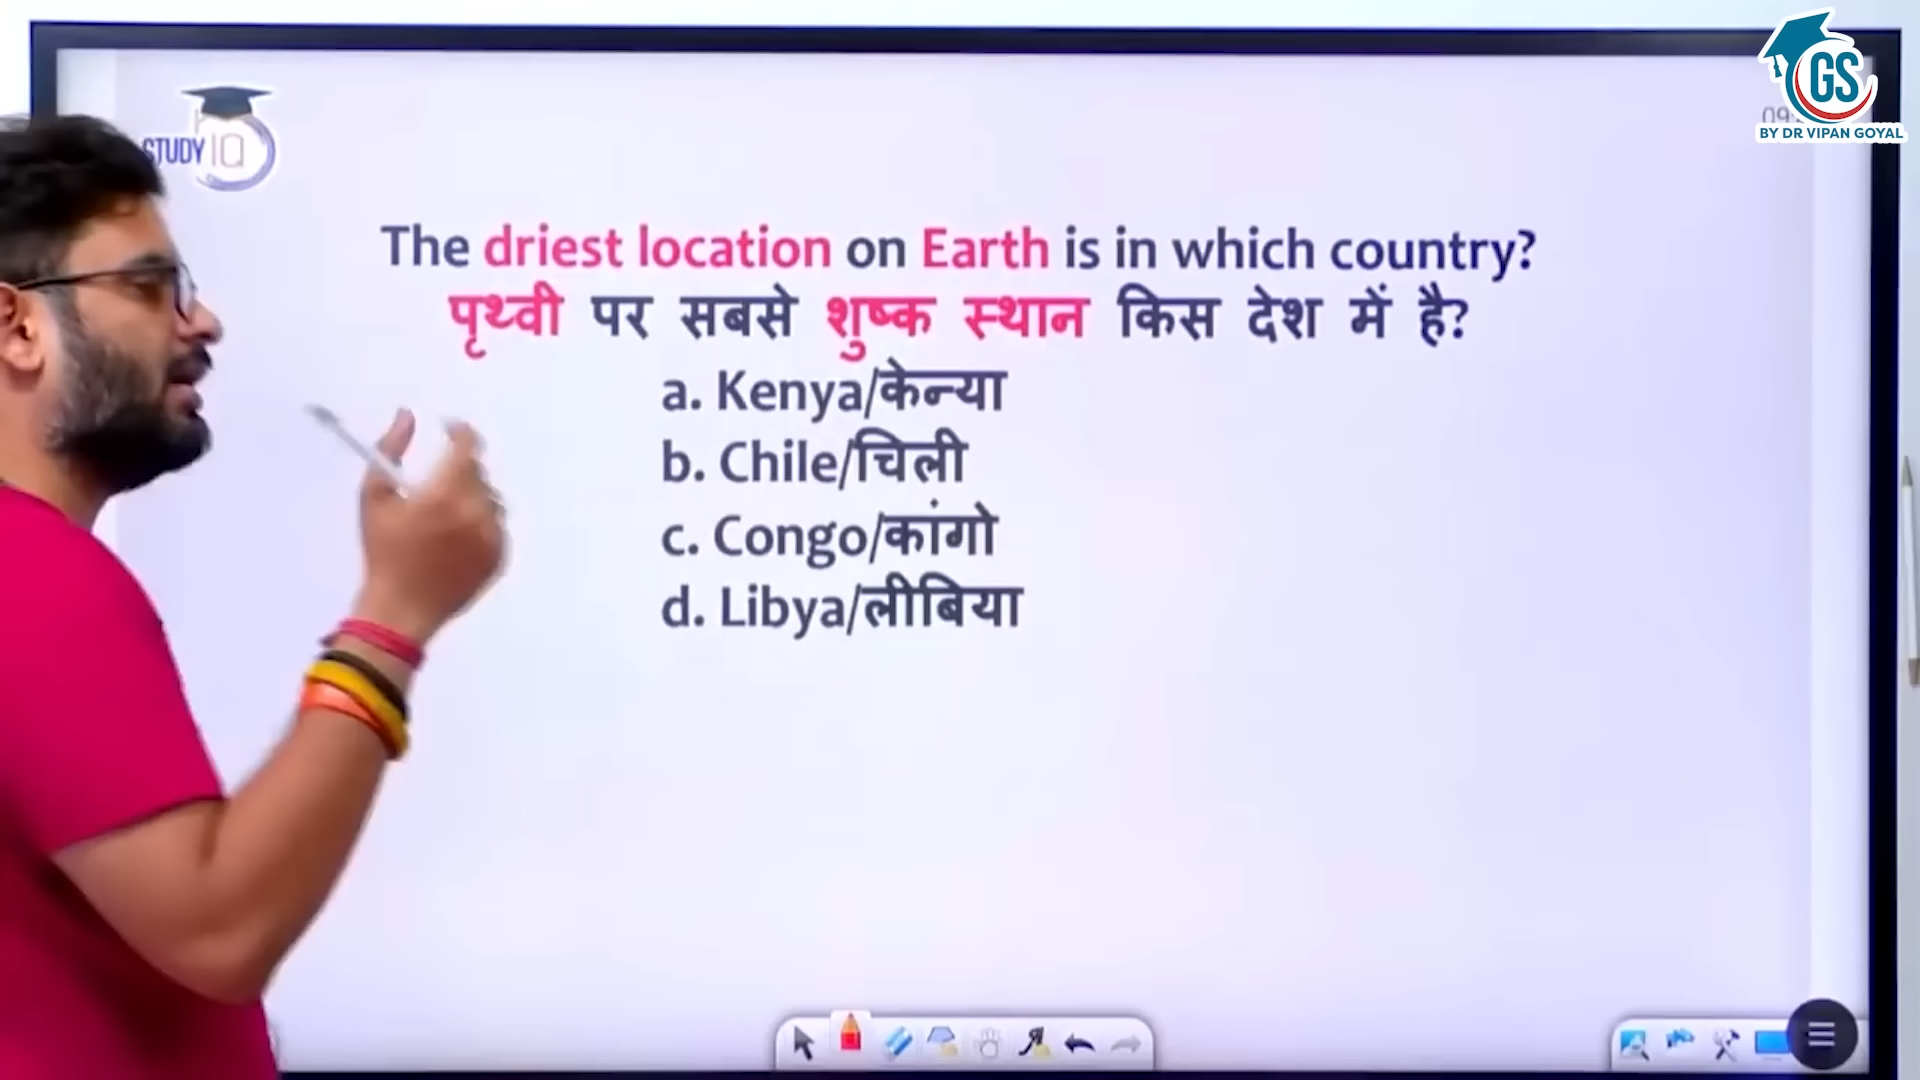 STUDY IQ
GS
BY DR VIPAN GOYAL
The driest location on Earth is in which country?
पृथ्वी पर सबसे शुष्क स्थान किस देश में है?
a. Kenya/केन्या
b. Chile/चिली
c. Congo/कांगो
d. Libya/लीबिया